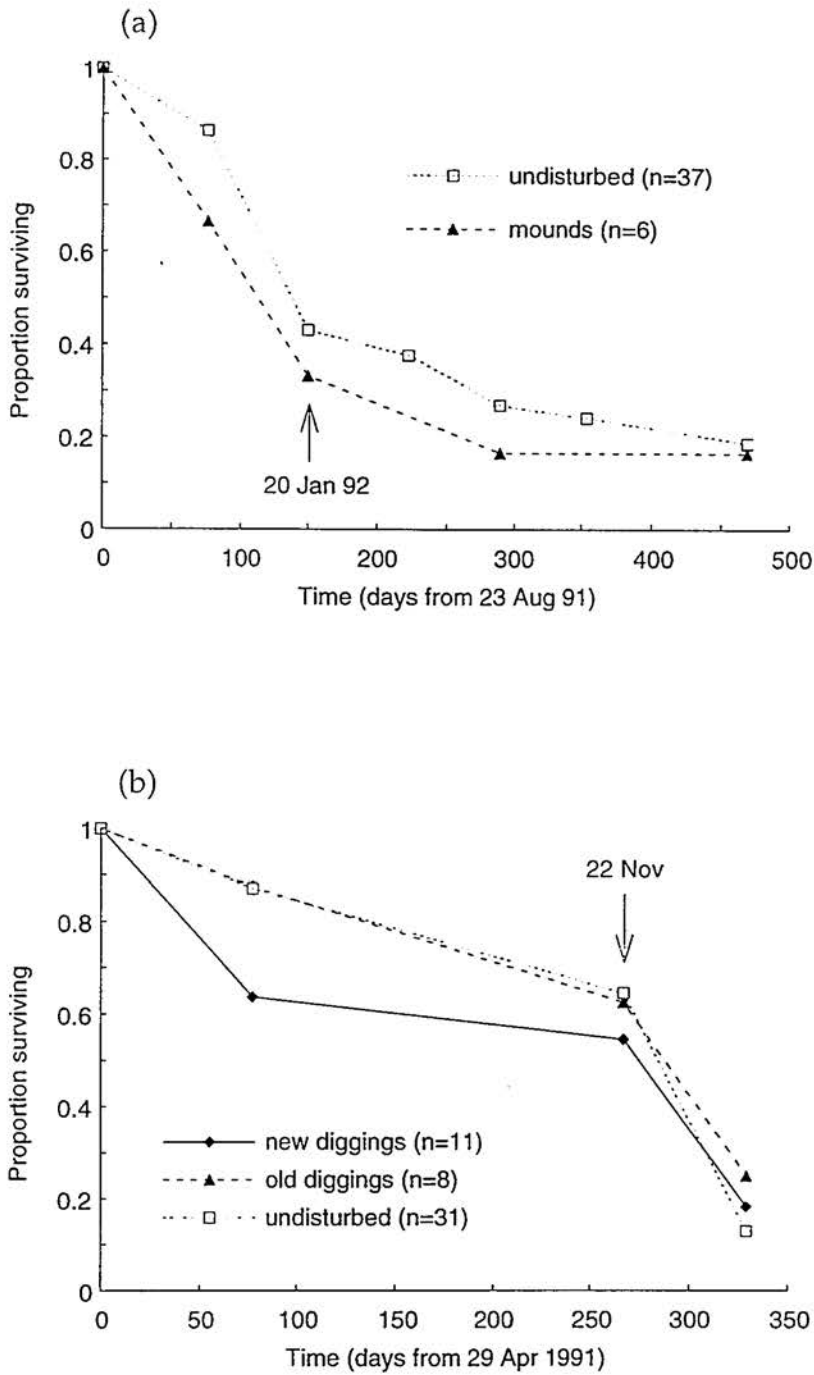 (a)
1
0.8
0.6
0.4
0.2
0
Proportion surviving
undisturbed (n=37)
mounds (n=6)
20 Jan 92
0 100 200 300 400 500
Time (days from 23 Aug 91)
(b)
1
0.8
0.6
0.4
0.2
0
Proportion surviving
22 Nov
new diggings (n=11)
old diggings (n=8)
undisturbed (n=31)
0 50 100 150 200 250 300 350
Time (days from 29 Apr 1991)